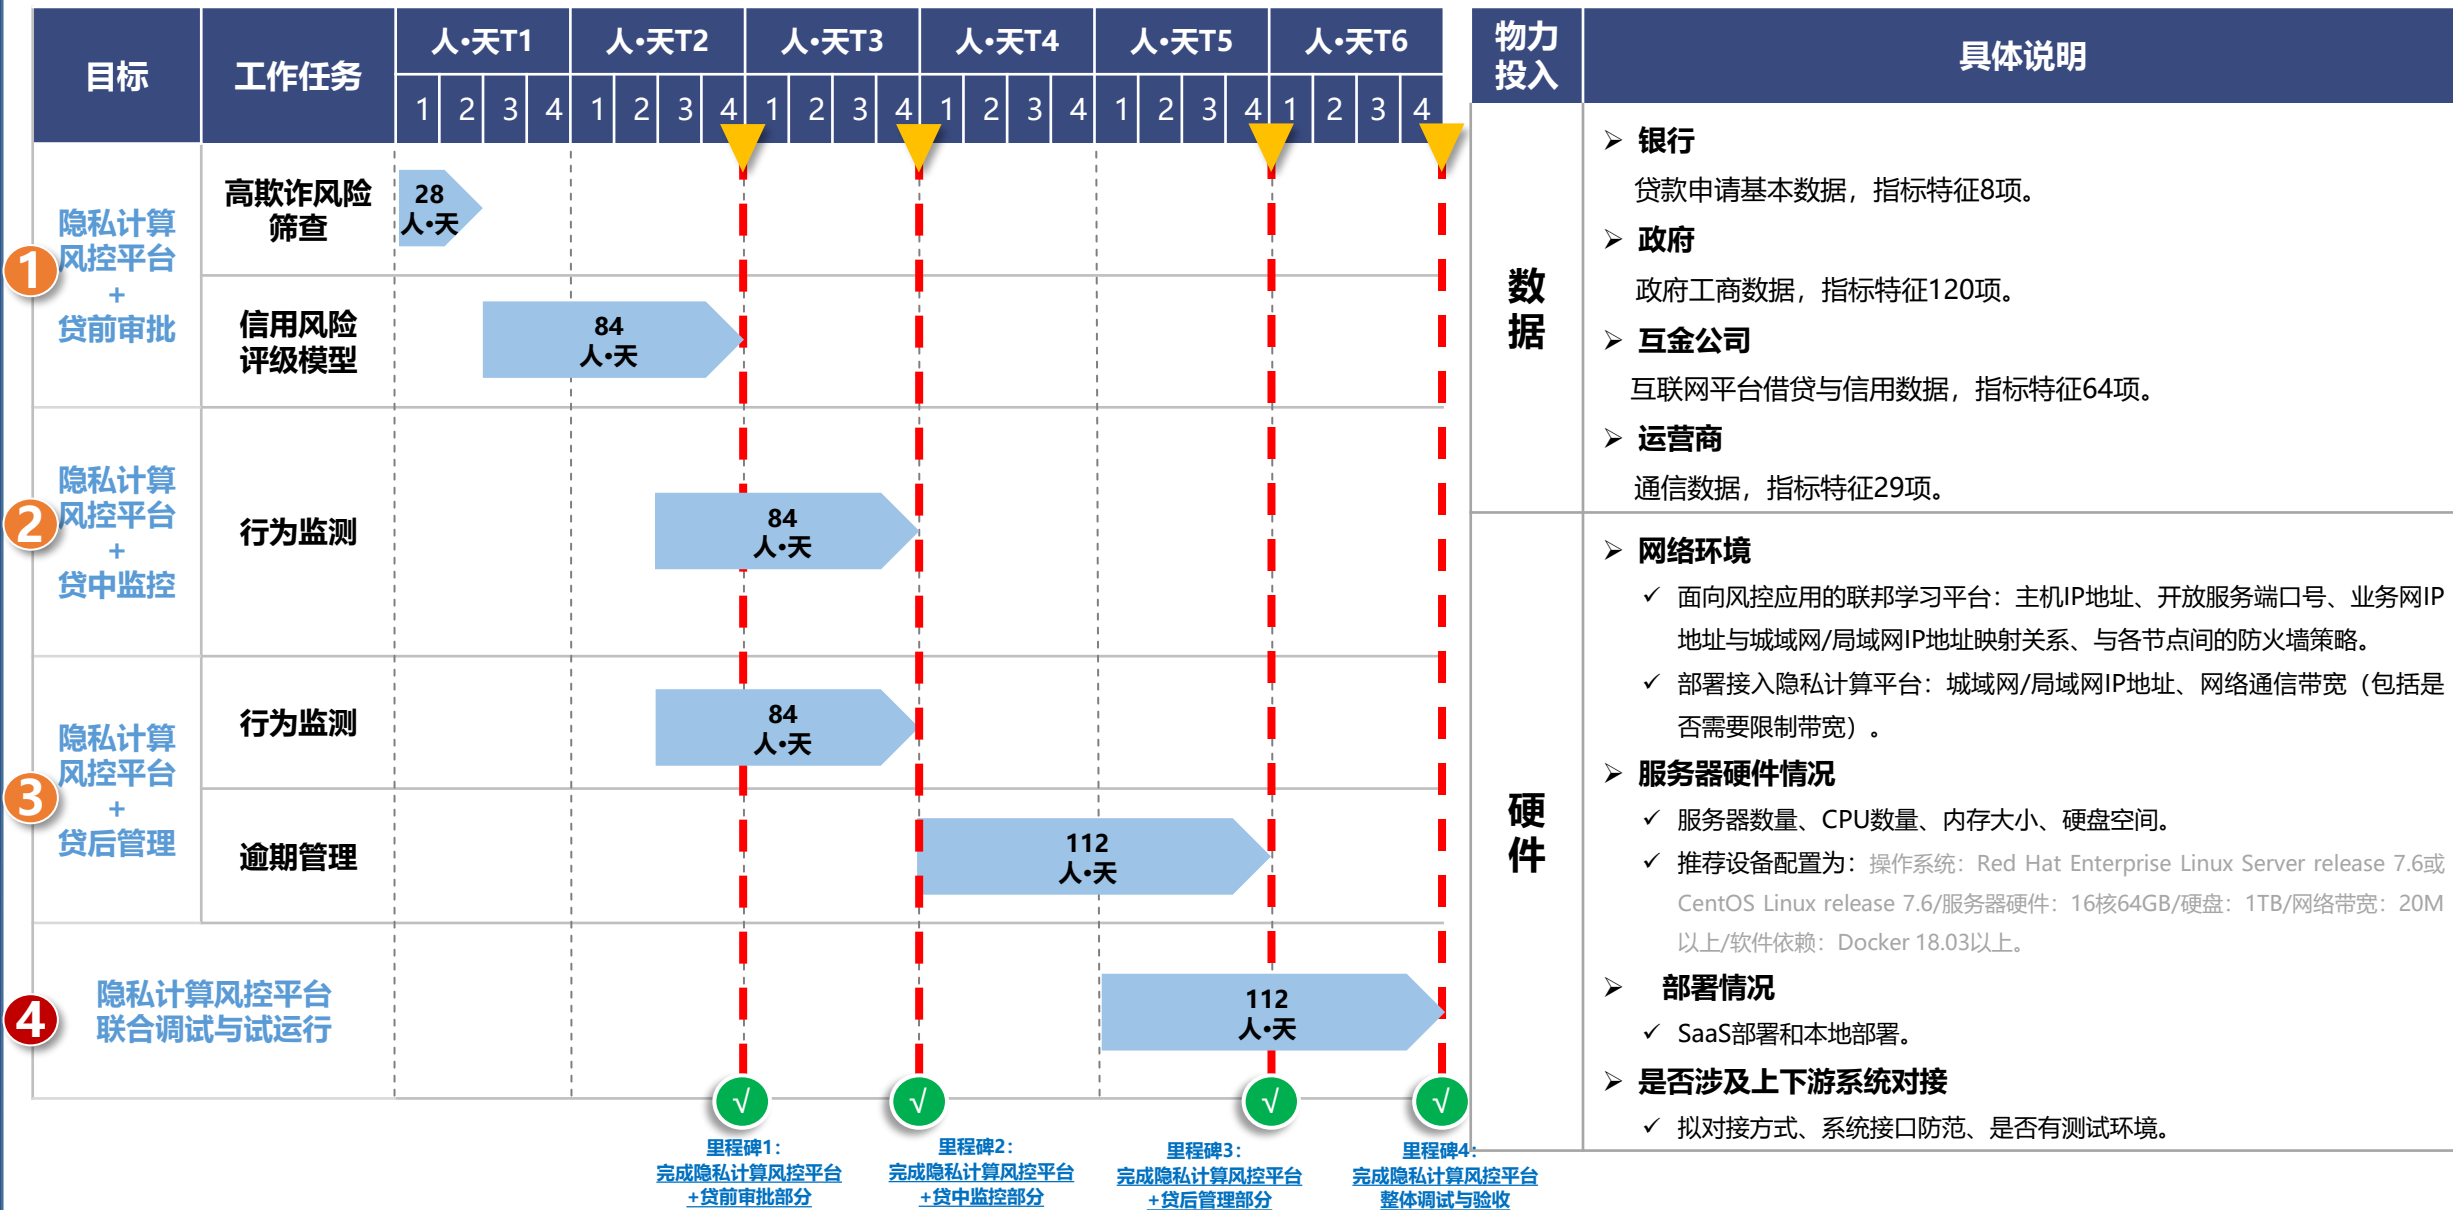 目标
工作任务
人·天T1
人·天T2
人·天T3
人·天T4
人·天T5
人·天T6
1 2 3 4 1 2 3 4 1 2 3 4 1 2 3 4 1 2 3 4 1 2 3 4
1
隐私计算
风控平台
+
贷前审批
高欺诈风险
筛查
28
人·天
信用风险
评级模型
84
人·天
2
隐私计算
风控平台
+
贷中监控
行为监测
84
人·天
3
隐私计算
风控平台
+
贷后管理
行为监测
84
人·天
逾期管理
112
人·天
4
隐私计算风控平台
联合调试与试运行
112
人·天
√
√
√
√
里程碑1：
完成隐私计算风控平台
+贷前审批部分
里程碑2：
完成隐私计算风控平台
+贷中监控部分
里程碑3：
完成隐私计算风控平台
+贷后管理部分
里程碑4：
完成隐私计算风控平台
整体调试与验收
物力
投入
具体说明
数
据
➢ 银行
贷款申请基本数据，指标特征8项。
➢ 政府
政府工商数据，指标特征120项。
➢ 互金公司
互联网平台借贷与信用数据，指标特征64项。
➢ 运营商
通信数据，指标特征29项。
硬
件
➢ 网络环境
✓ 面向风控应用的联邦学习平台：主机IP地址、开放服务端口号、业务网IP
地址与城域网/局域网IP地址映射关系、与各节点间的防火墙策略。
✓ 部署接入隐私计算平台：城域网/局域网IP地址、网络通信带宽（包括是
否需要限制带宽）。
➢ 服务器硬件情况
✓ 服务器数量、CPU数量、内存大小、硬盘空间。
✓ 推荐设备配置为：操作系统：Red Hat Enterprise Linux Server release 7.6或
CentOS Linux release 7.6/服务器硬件：16核64GB/硬盘：1TB/网络带宽：20M
以上/软件依赖：Docker 18.03以上。
➢ 部署情况
✓ SaaS部署和本地部署。
➢ 是否涉及上下游系统对接
✓ 拟对接方式、系统接口防范、是否有测试环境。